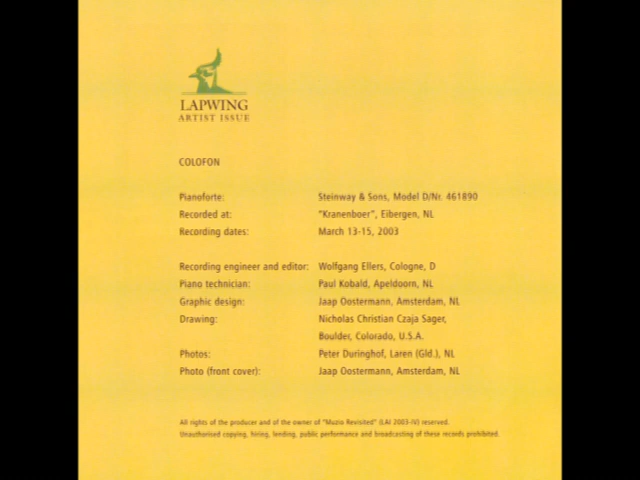 LAPWING
ARTIST ISSUE
COLOFON
Pianoforte: Steinway & Sons, Model D/Nr. 461890
Recorded at: "Kranenboer", Eibergen, NL
Recording dates: March 13-15, 2003
Recording engineer and editor: Wolfgang Ellers, Cologne, D
Piano technician: Paul Kobald, Apeldoorn, NL
Graphic design: Jaap Oostermann, Amsterdam, NL
Drawing: Nicholas Christian Czaja Sager,
Boulder, Colorado, U.S.A.
Photos: Peter Duringhof, Laren (Gld.), NL
Photo (front cover): Jaap Oostermann, Amsterdam, NL
All rights of the producer and of the owner of "Muzio Revisited" (LAI 2003-IV) reserved.
Unauthorised copying, hiring, lending, public performance and broadcasting of these records prohibited.